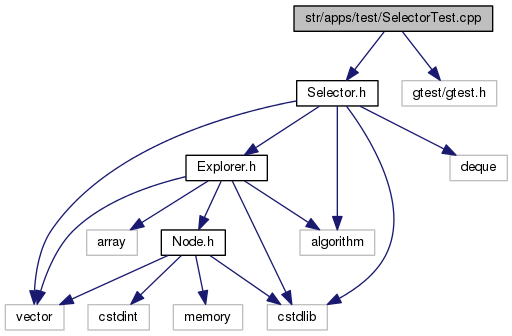 str/apps/test/SelectorTest.cpp
Selector.h
gtest/gtest.h
Explorer.h
deque
array
Node.h
algorithm
vector
cstdint
memory
cstdlib